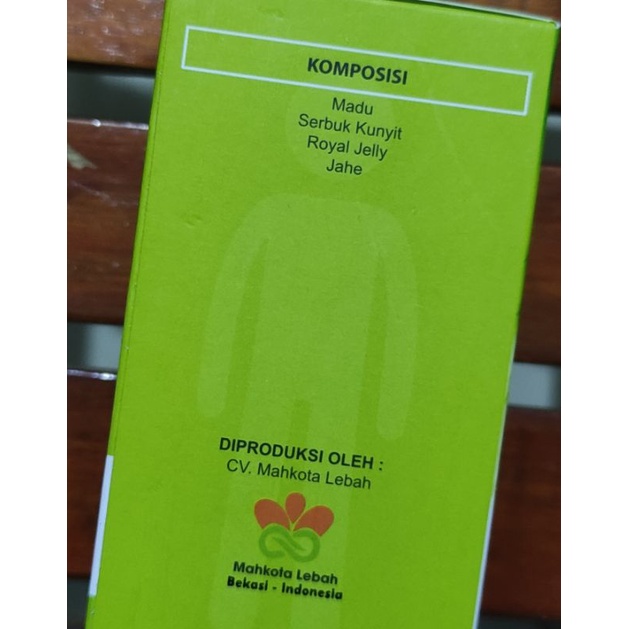 KOMPOSISI
Madu
Serbuk Kunyit
Royal Jelly
Jahe
DIPRODUKSI OLEH :
CV. Mahkota Lebah
Mahkota Lebah
Bekasi - Indonesia